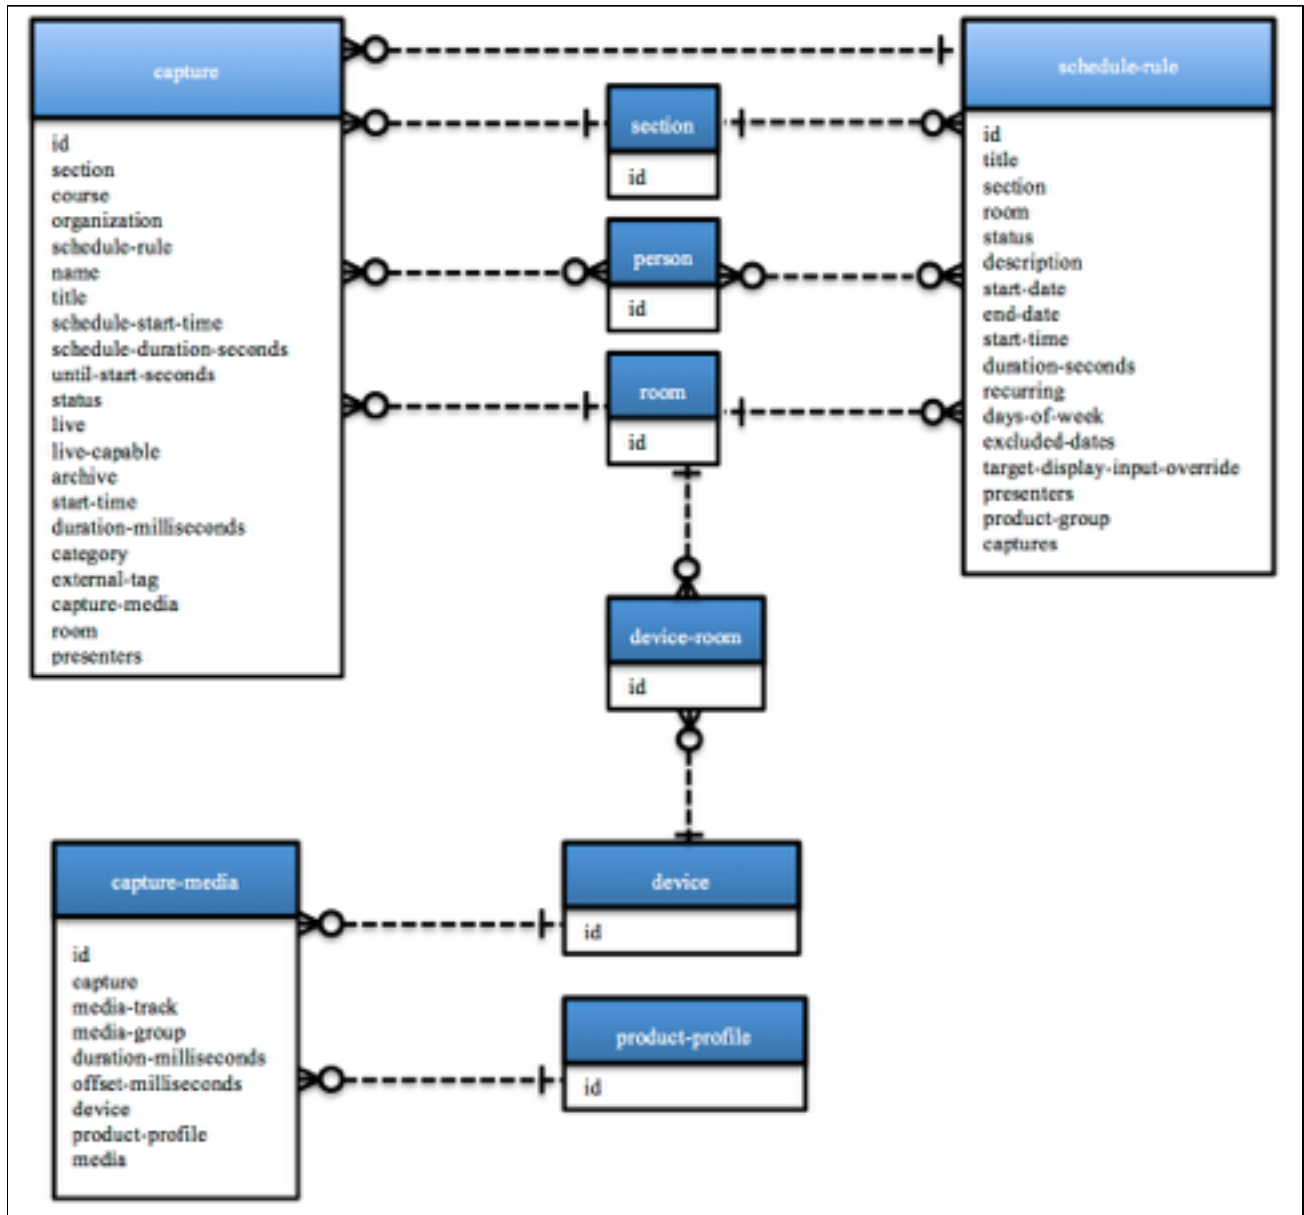 capture
id
section
course
organization
schedule-rule
name
title
schedule-start-time
schedule-duration-seconds
until-start-seconds
status
live
live-capable
archive
start-time
duration-milliseconds
category
external-tag
capture-media
room
presenters
section
id
person
id
room
id
schedule-rule
id
title
section
room
status
description
start-date
end-date
start-time
duration-seconds
recurring
days-of-week
excluded-dates
target-display-input-override
presenters
product-group
captures
device-room
id
capture-media
id
capture
media-track
media-group
duration-milliseconds
offset-milliseconds
device
product-profile
media
device
id
product-profile
id